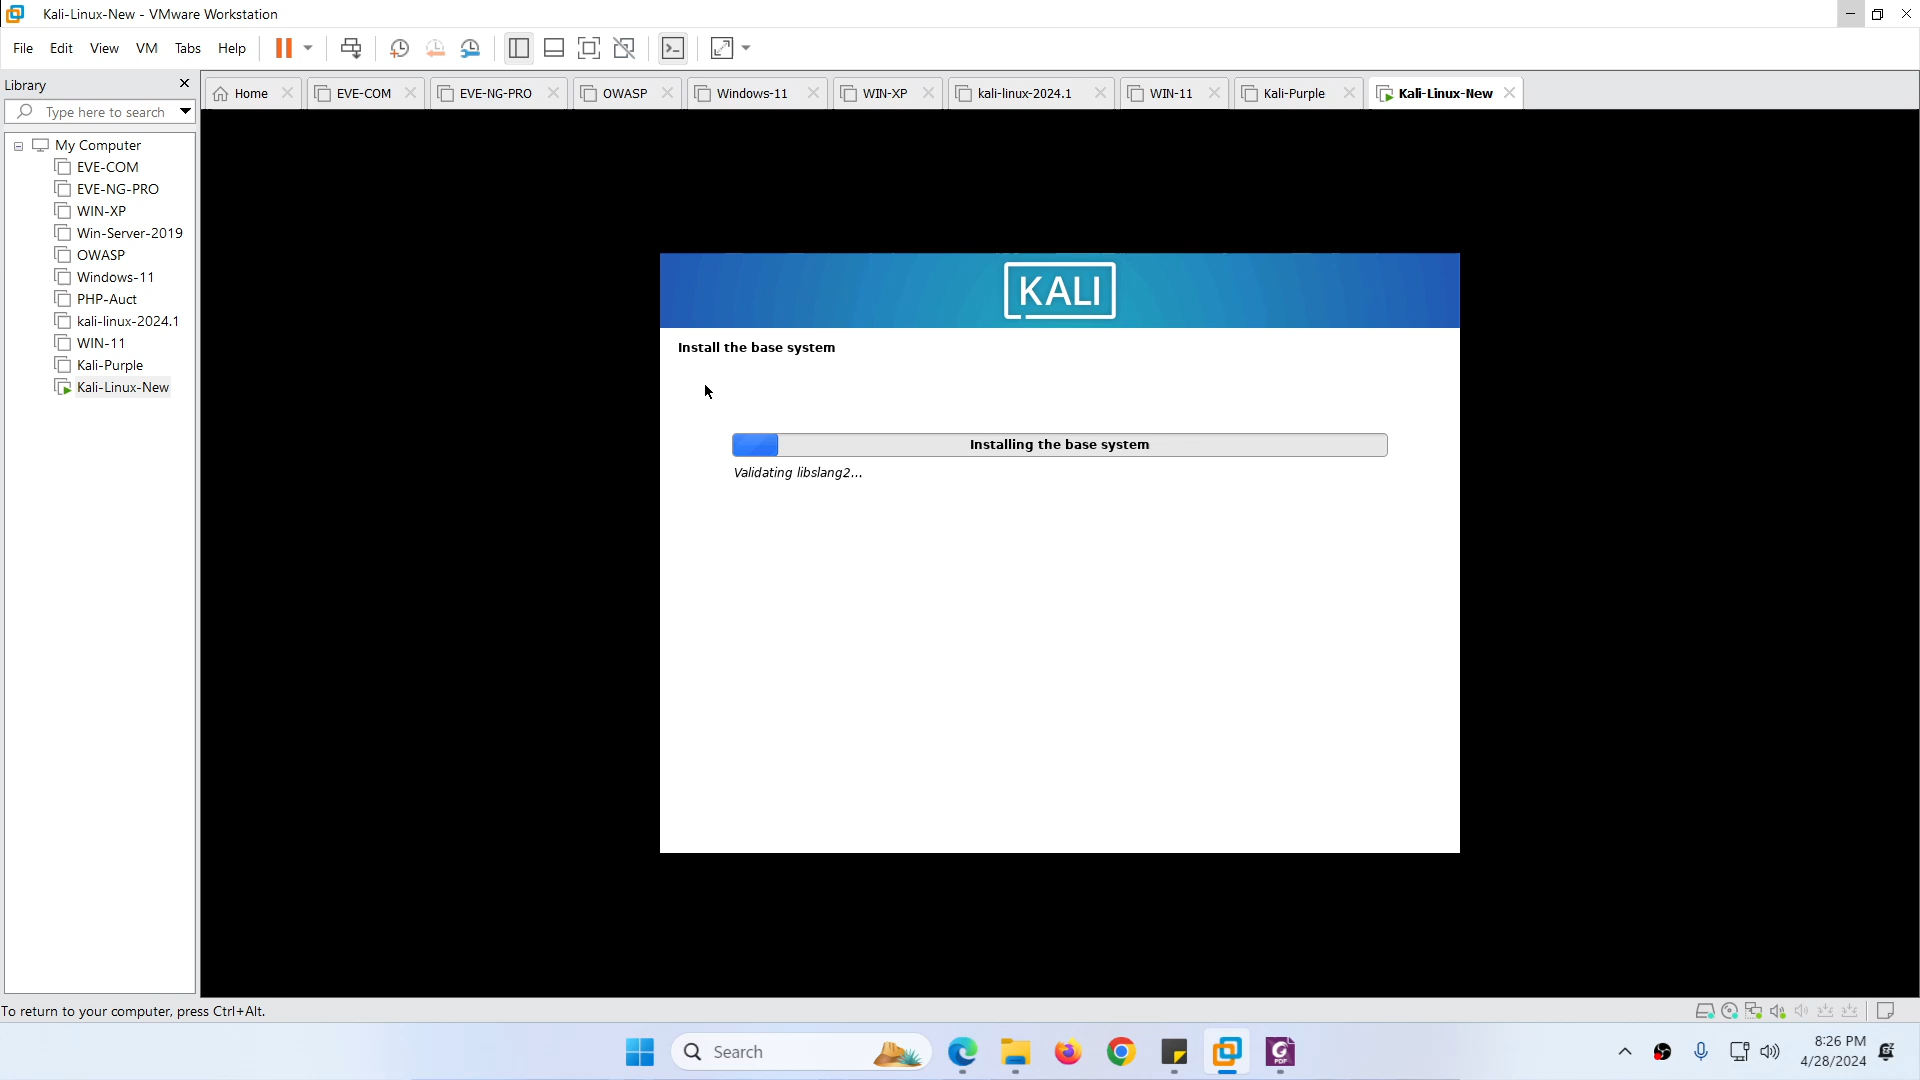 Kali-Linux-New - VMware Workstation
File Edit View VM Tabs Help
Library
Type here to search
Home
EVE-COM
EVE-NG-PRO
OWASP
Windows-11
WIN-XP
kali-linux-2024.1
WIN-11
Kali-Purple
Kali-Linux-New
My Computer
EVE-COM
EVE-NG-PRO
WIN-XP
Win-Server-2019
OWASP
Windows-11
PHP-Auct
kali-linux-2024.1
WIN-11
Kali-Purple
Kali-Linux-New
KALI
Install the base system
Installing the base system
Validating libslang2...
To return to your computer, press Ctrl+Alt.
Search
PDF
8:26 PM
4/28/2024